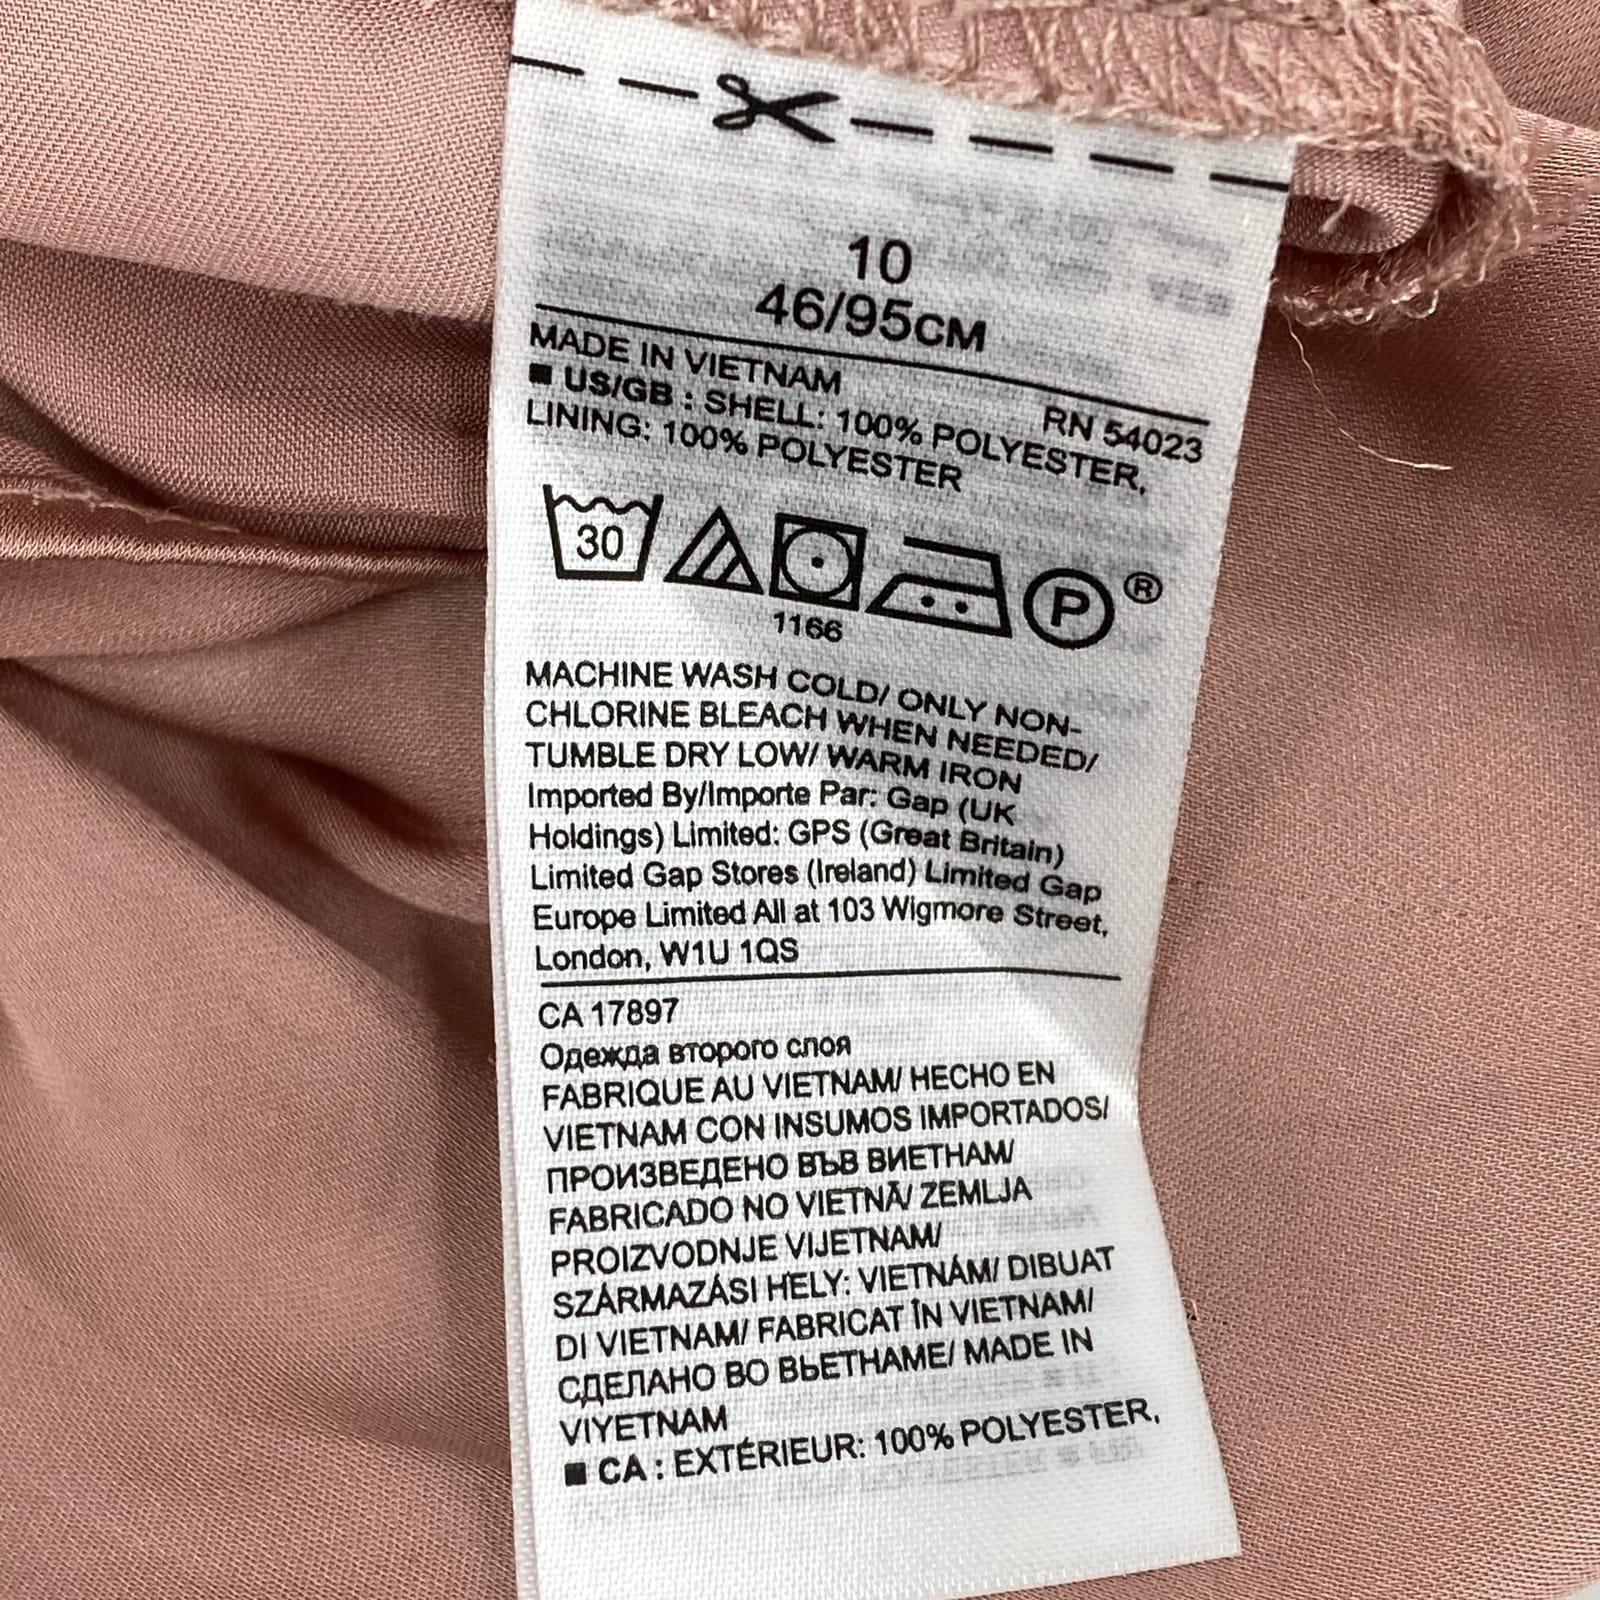 10
46/95CM
MADE IN VIETNAM
RN 54023
■ US/GB : SHELL: 100% POLYESTER,
LINING: 100% POLYESTER
30
P ®
1166
MACHINE WASH COLD/ ONLY NON-
CHLORINE BLEACH WHEN NEEDED/
TUMBLE DRY LOW/ WARM IRON
Imported By/Importe Par: Gap (UK
Holdings) Limited: GPS (Great Britain)
Limited Gap Stores (Ireland) Limited Gap
Europe Limited All at 103 Wigmore Street,
London, W1U 1QS
CA 17897
Одежда второго слоя
FABRIQUE AU VIETNAM/ HECHO EN
VIETNAM CON INSUMOS IMPORTADOS/
ПРОИЗВЕДЕНО ВЪВ ВИЕТНАМ/
FABRICADO NO VIETNÃ/ ZEMLJA
PROIZVODNJE VIJETNAM/
SZÁRMAZÁSI HELY: VIETNÁM/ DIBUAT
DI VIETNAM/ FABRICAT ÎN VIETNAM/
СДЕЛАНО ВО ВЬЕТНАМЕ/ MADE IN
VIYETNAM
■ CA : EXTÉRIEUR: 100% POLYESTER,